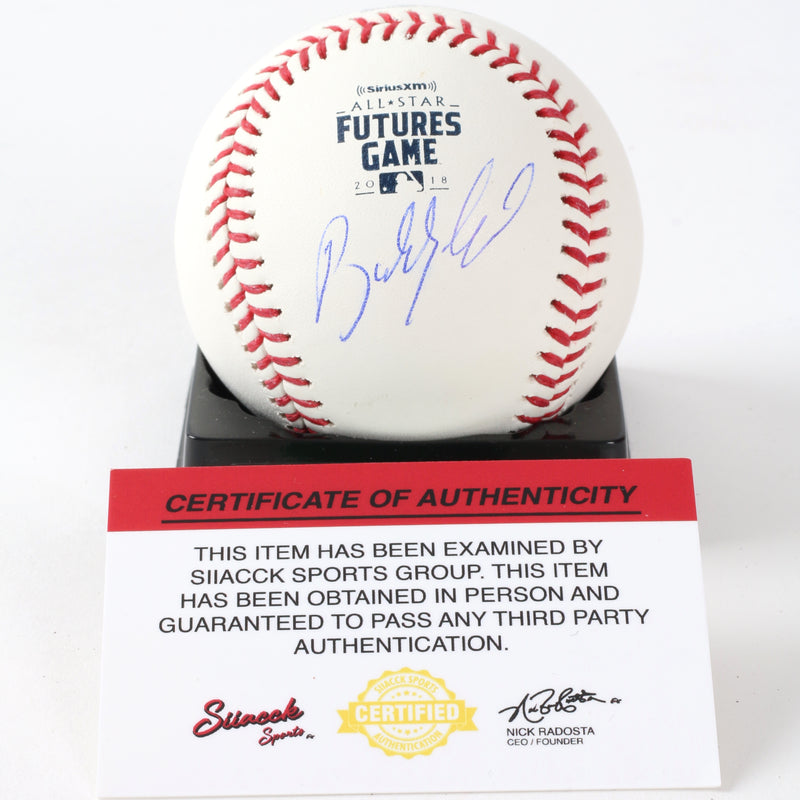 ((SiriusXM))
ALL★STAR
FUTURES
GAME
2018
CERTIFICATE OF AUTHENTICITY
THIS ITEM HAS BEEN EXAMINED BY
SIIACCK SPORTS GROUP. THIS ITEM
HAS BEEN OBTAINED IN PERSON AND
GUARANTEED TO PASS ANY THIRD PARTY
AUTHENTICATION.
Siiacck
Sports
SIIACCK SPORTS
CERTIFIED
AUTHENTICATION
NICK RADOSTA
CEO / FOUNDER